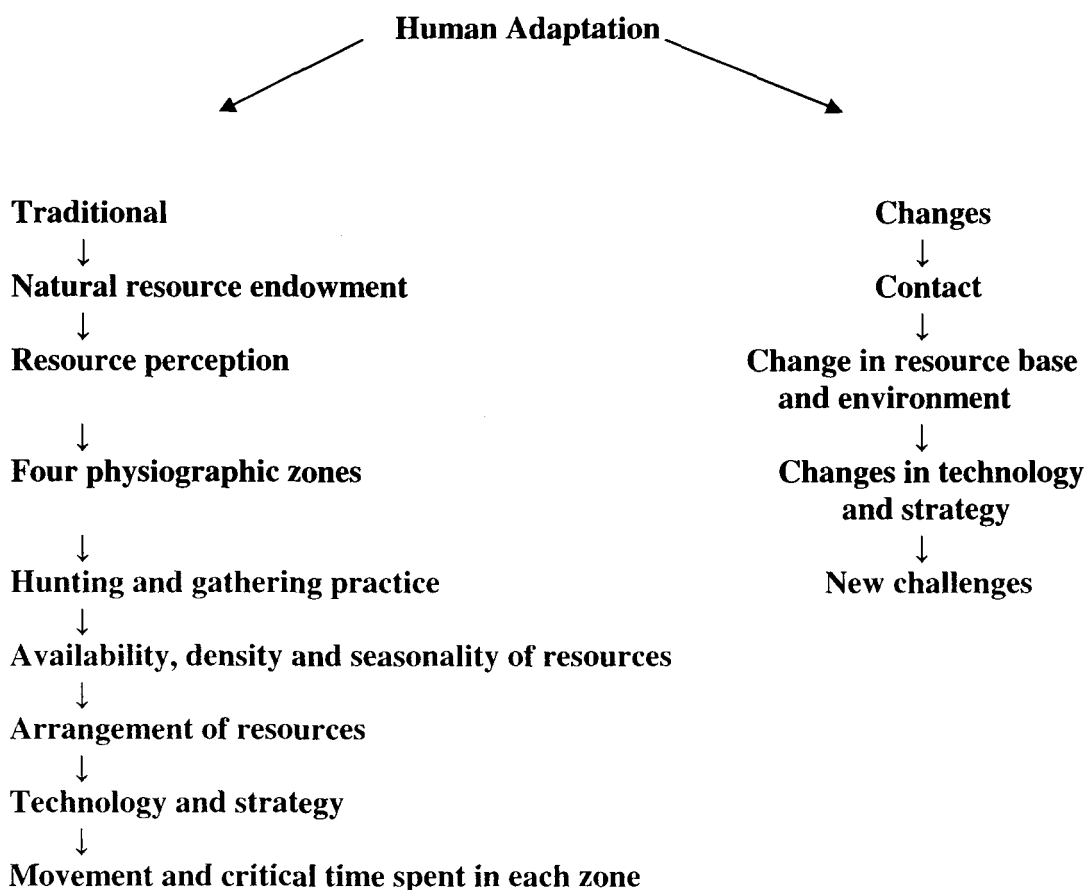 Human Adaptation
Traditional
↓
Natural resource endowment
↓
Resource perception
↓
Four physiographic zones
↓
Hunting and gathering practice
↓
Availability, density and seasonality of resources
↓
Arrangement of resources
↓
Technology and strategy
↓
Movement and critical time spent in each zone
Changes
↓
Contact
↓
Change in resource base
and environment
↓
Changes in technology
and strategy
↓
New challenges